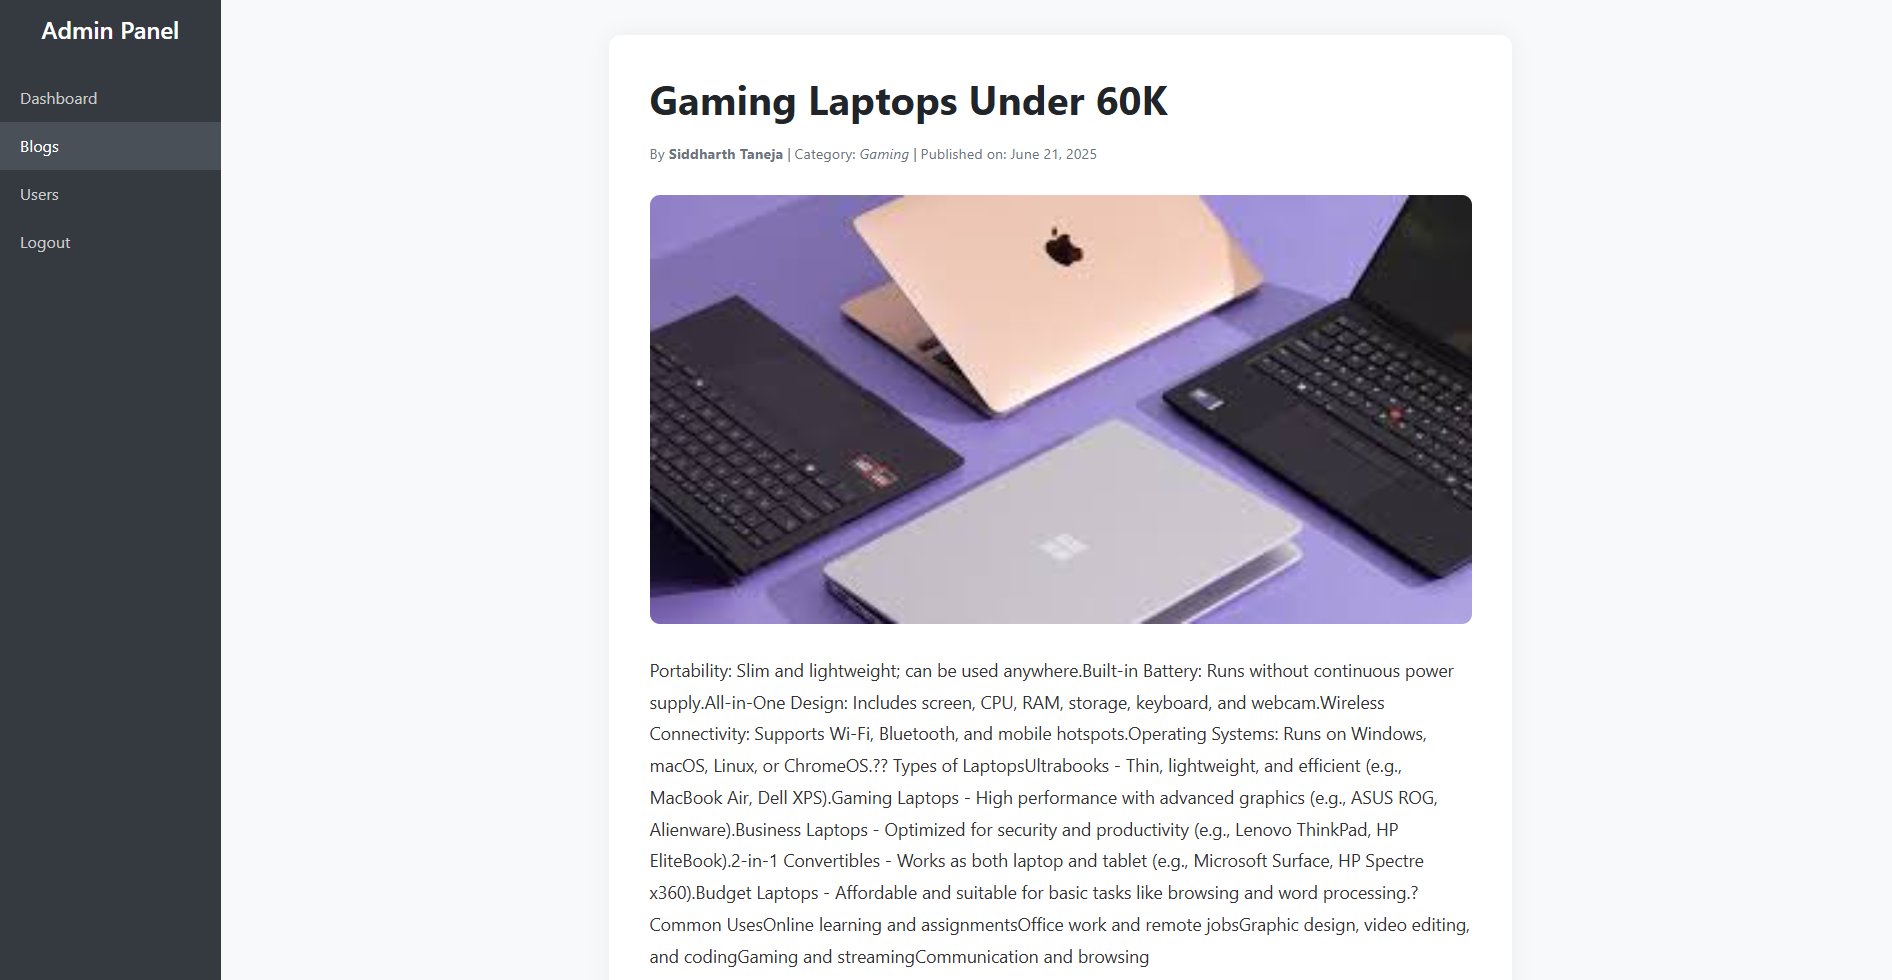 Admin Panel
Dashboard
Blogs
Users
Logout
Gaming Laptops Under 60K
By Siddharth Taneja | Category: Gaming | Published on: June 21, 2025
Portability: Slim and lightweight; can be used anywhere.Built-in Battery: Runs without continuous power
supply.All-in-One Design: Includes screen, CPU, RAM, storage, keyboard, and webcam.Wireless
Connectivity: Supports Wi-Fi, Bluetooth, and mobile hotspots.Operating Systems: Runs on Windows,
macOS, Linux, or ChromeOS.?? Types of LaptopsUltrabooks - Thin, lightweight, and efficient (e.g.,
MacBook Air, Dell XPS).Gaming Laptops - High performance with advanced graphics (e.g., ASUS ROG,
Alienware).Business Laptops - Optimized for security and productivity (e.g., Lenovo ThinkPad, HP
EliteBook).2-in-1 Convertibles - Works as both laptop and tablet (e.g., Microsoft Surface, HP Spectre
x360).Budget Laptops - Affordable and suitable for basic tasks like browsing and word processing.?
Common UsesOnline learning and assignmentsOffice work and remote jobsGraphic design, video editing,
and codingGaming and streamingCommunication and browsing